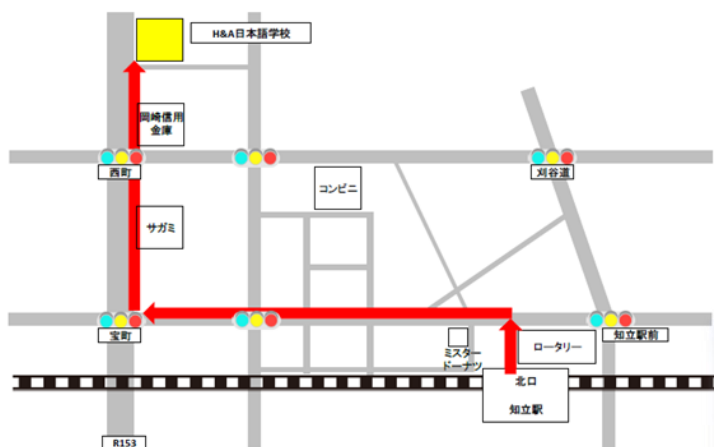 H&A日本語学校
岡崎信用
金庫
西町
刈谷道
コンビニ
サガミ
宝町
知立駅前
ミスター
ドーナツ
ロータリー
北口
知立駅
R153